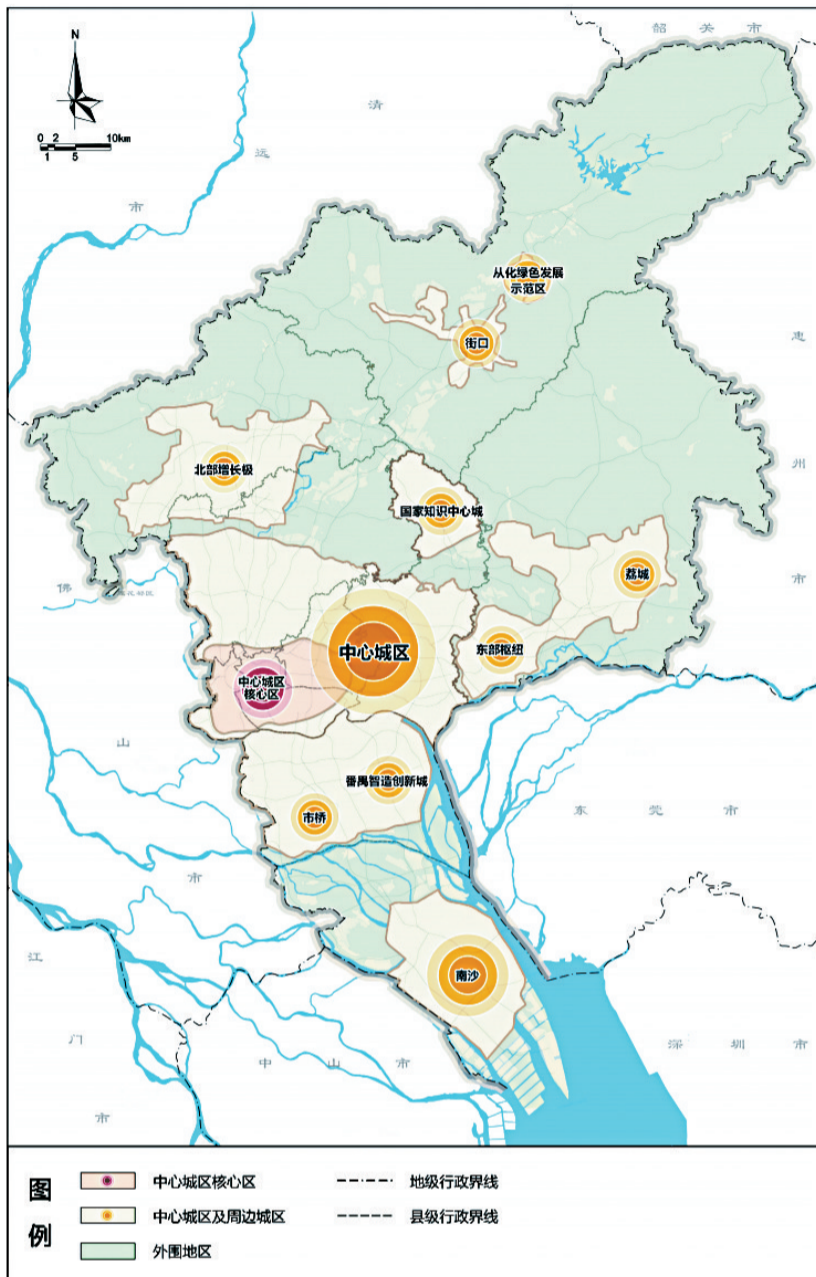 N
0 2 10km
1 5
韶关市
清
远
市
从化绿色发展
示范区
街口
惠
州
市
北部增长极
国家知识中心城
荔城
佛
山
市
中心城区
东部枢纽
中心城区
核心区
番禺智造创新城
市桥
东莞市
南沙
江
门
市
中山市
深圳市
图
例
中心城区核心区
地级行政界线
中心城区及周边城区
县级行政界线
外围地区